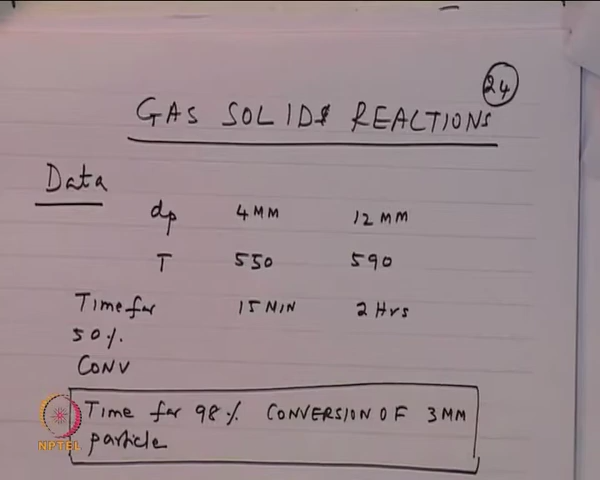 24
GAS SOLIDS REACTIONS
Data
dp 4MM 12MM
T 550 590
Time for 15 MIN 2 Hrs
50%
CONV
Time for 98% CONVERSION OF 3MM
particle
NPTEL